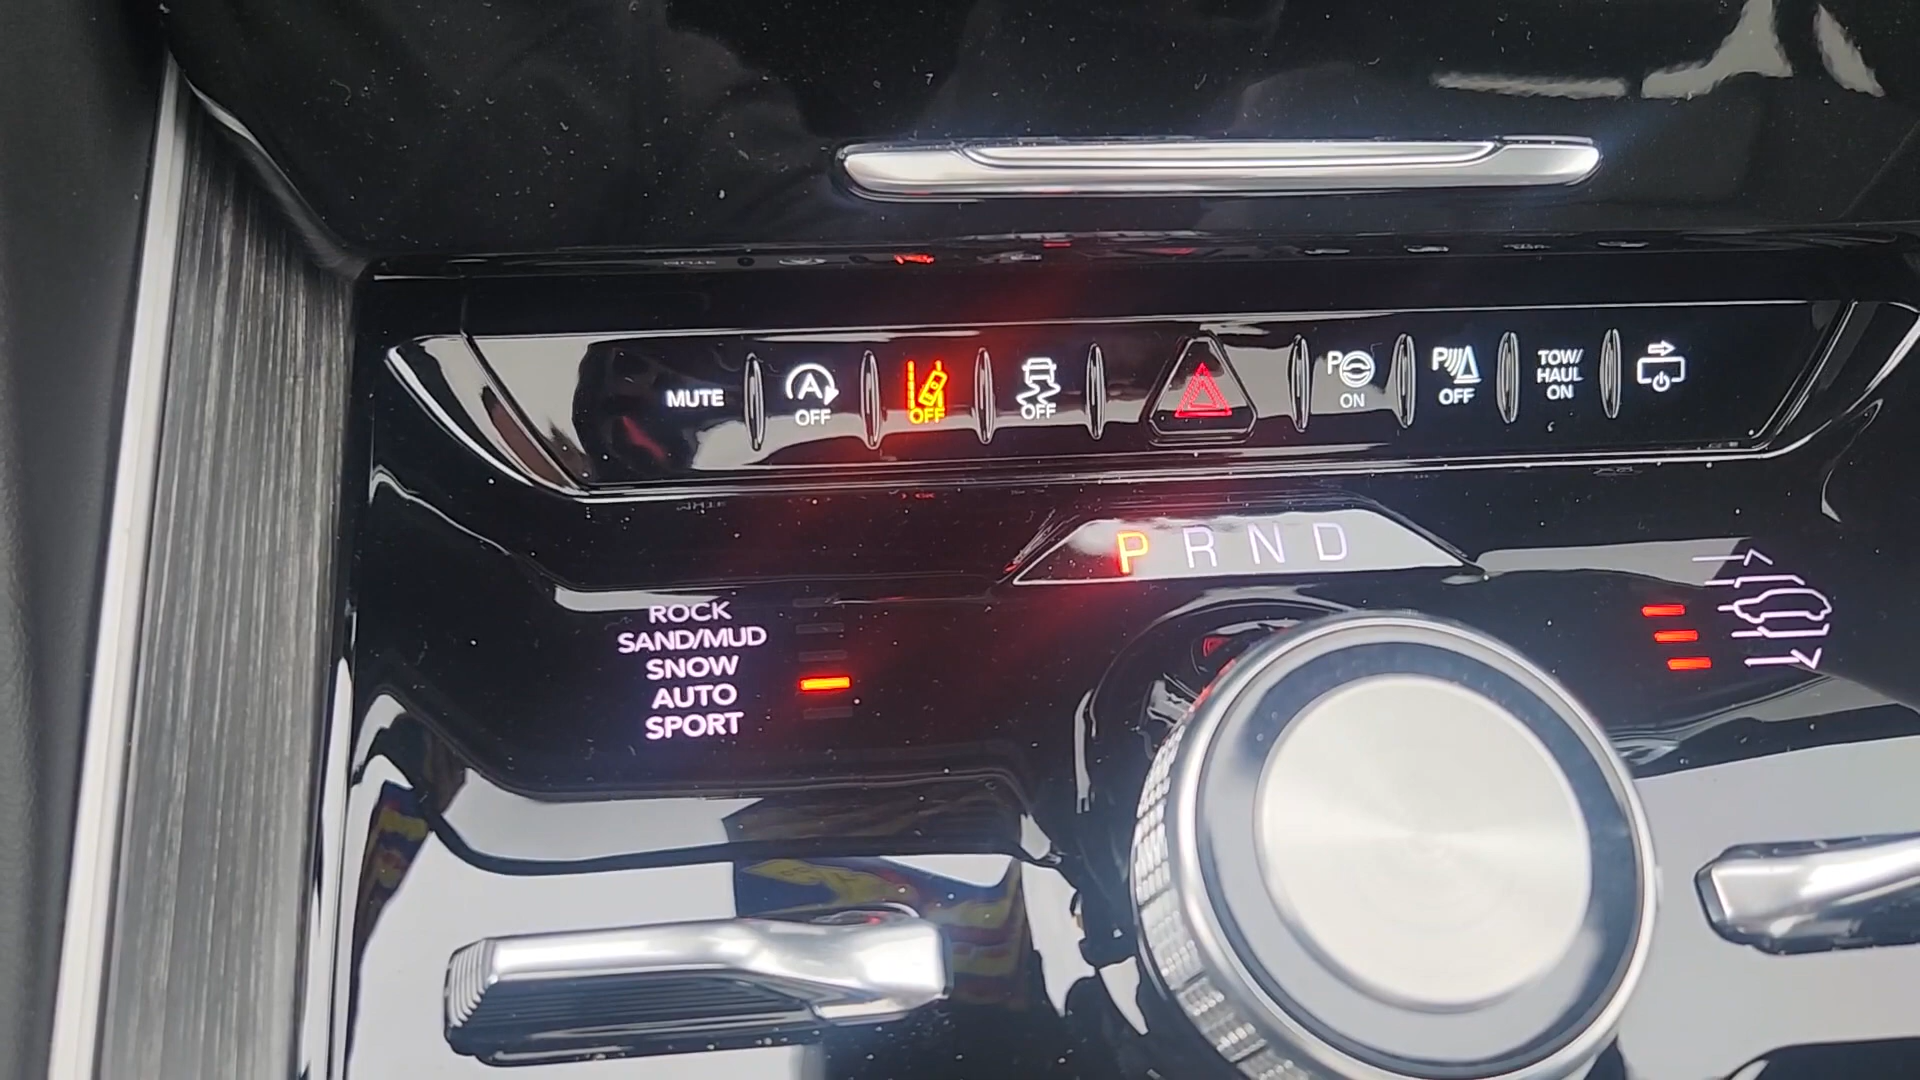 MUTE
A
OFF
OFF
OFF
P
ON
P
OFF
TOW/
HAUL
ON
P R N D
ROCK
SAND/MUD
SNOW
AUTO
SPORT